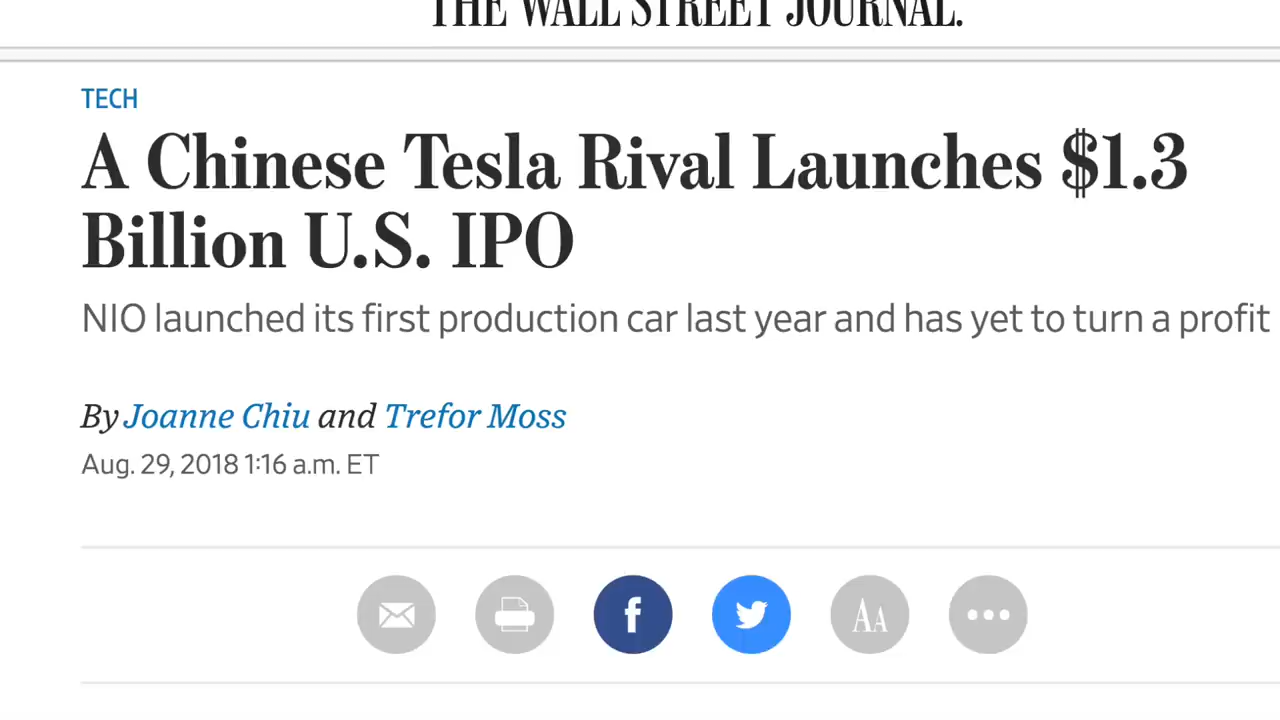 THE WALL STREET JOURNAL.
TECH
A Chinese Tesla Rival Launches $1.3
Billion U.S. IPO
NIO launched its first production car last year and has yet to turn a profit
By Joanne Chiu and Trefor Moss
Aug. 29, 2018 1:16 a.m. ET
f
AA